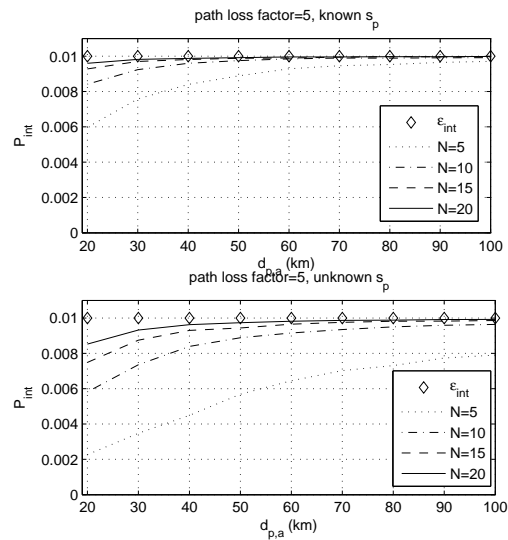 path loss factor=5, known s_p
0.01
0.008
0.006
0.004
0.002
0
P_int
ε_int
N=5
N=10
N=15
N=20
20 30 40 50 60 70 80 90 100
d_p,a (km)
path loss factor=5, unknown s_p
0.01
0.008
0.006
0.004
0.002
0
P_int
ε_int
N=5
N=10
N=15
N=20
20 30 40 50 60 70 80 90 100
d_p,a (km)